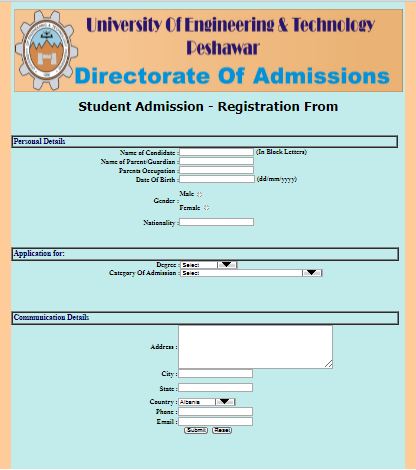 University Of Engineering & Technology
Peshawar
Directorate Of Admissions
Student Admission - Registration From
Personal Details
Name of Candidate : (In Block Letters)
Name of Parent/Guardian :
Parents Occupation :
Date Of Birth : (dd/mm/yyyy)
Male
Gender :
Female
Nationality :
Application for:
Degree : Select
Category Of Admission : Select
Communication Details
Address :
City :
State :
Country : Albania
Phone :
Email :
Submit Reset